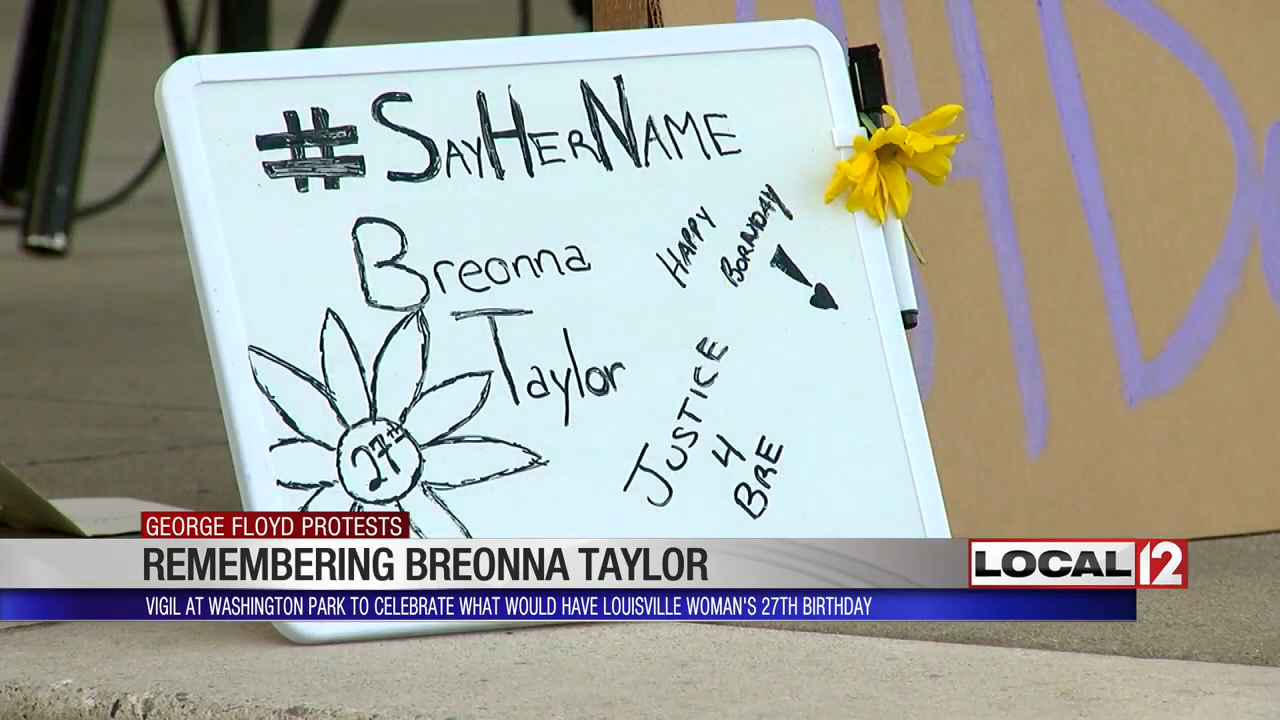 #SayHerName
Breonna
Taylor
27th
Happy
Bornday!
Justice
4
Bre
GEORGE FLOYD PROTESTS
REMEMBERING BREONNA TAYLOR
VIGIL AT WASHINGTON PARK TO CELEBRATE WHAT WOULD HAVE LOUISVILLE WOMAN'S 27TH BIRTHDAY
LOCAL 12